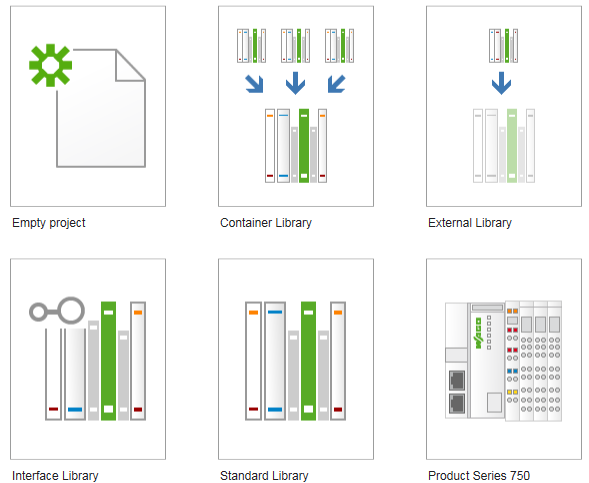 Empty project
Container Library
External Library
Interface Library
Standard Library
Product Series 750